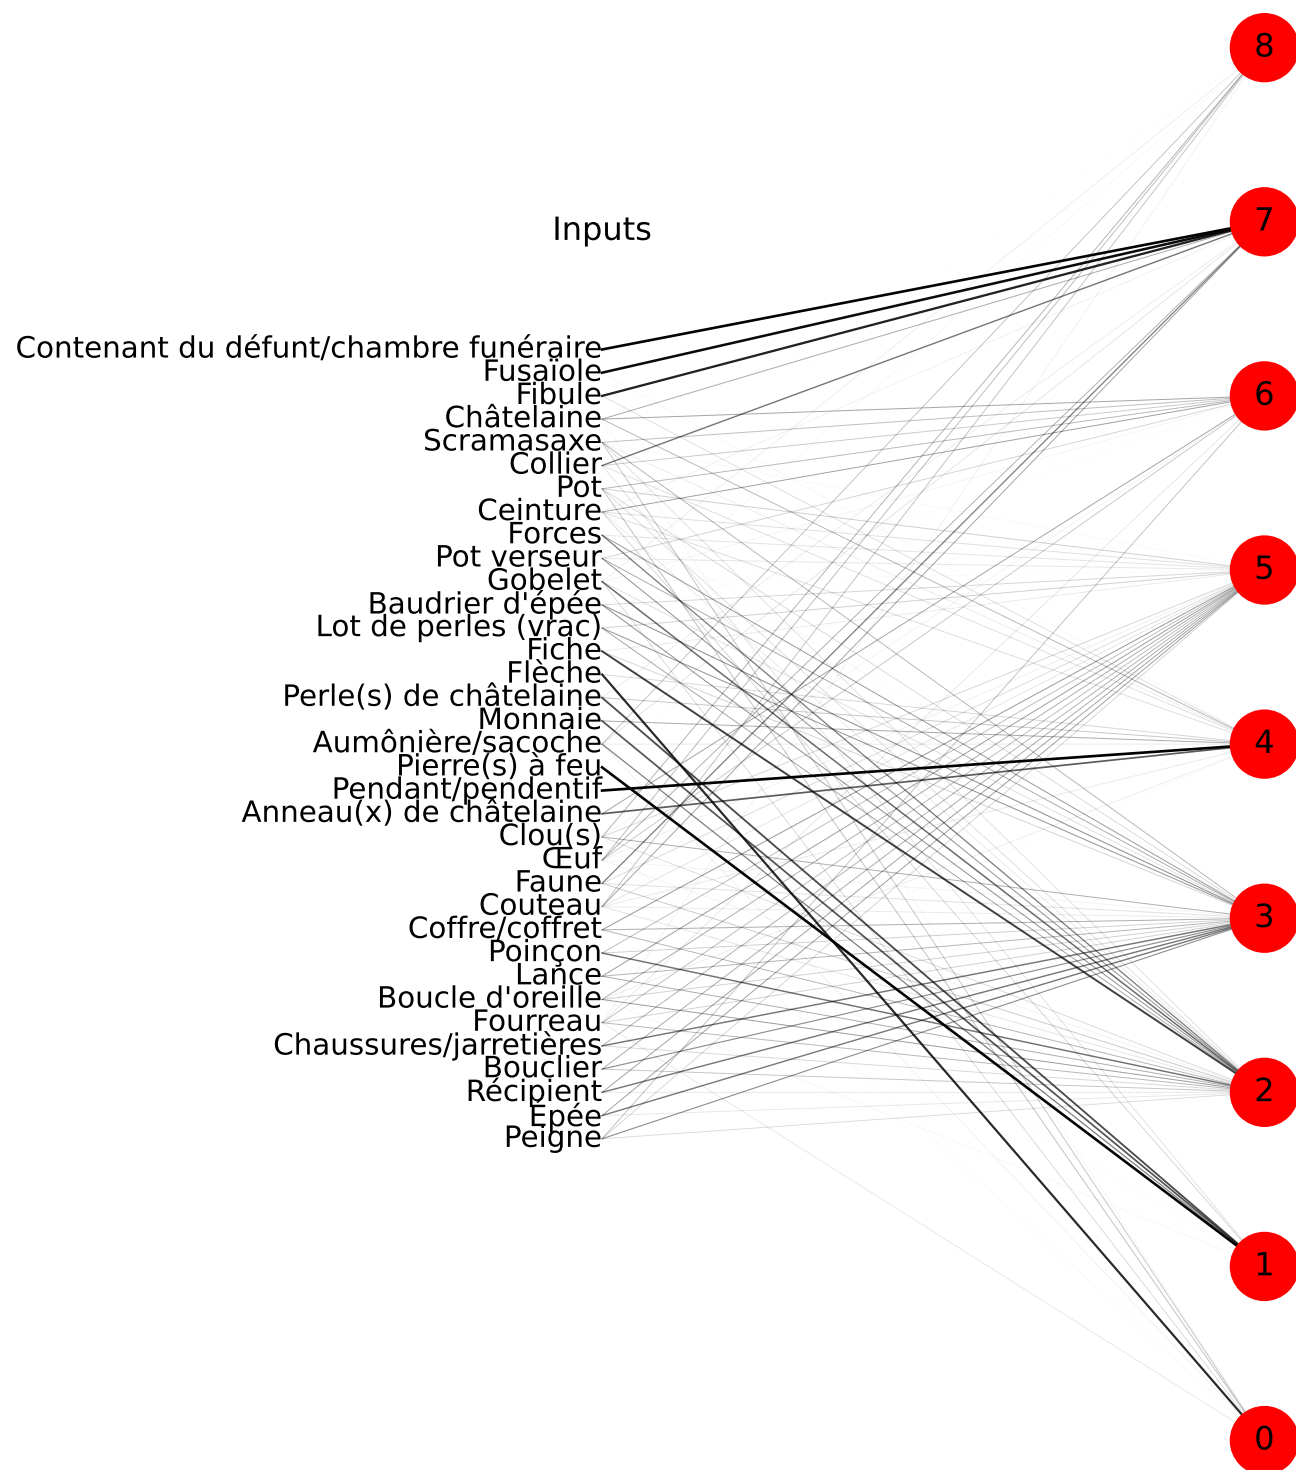 8
7
Inputs
Contenant du défunt/chambre funéraire
Fusaïole
Fibule
6
Châtelaine
Scramasaxe
Collier
Pot
Ceinture
Forces
Pot verseur
5
Gobelet
Baudrier d'épée
Lot de perles (vrac)
Fiche
Flèche
Perle(s) de châtelaine
Monnaie
Aumônière/sacoche
4
Pierre(s) à feu
Pendant/pendentif
Anneau(x) de châtelaine
Clou(s)
Œuf
Faune
Couteau
3
Coffre/coffret
Poinçon
Lance
Boucle d'oreille
Fourreau
Chaussures/jarretières
Bouclier
2
Récipient
Épée
Peigne
1
0